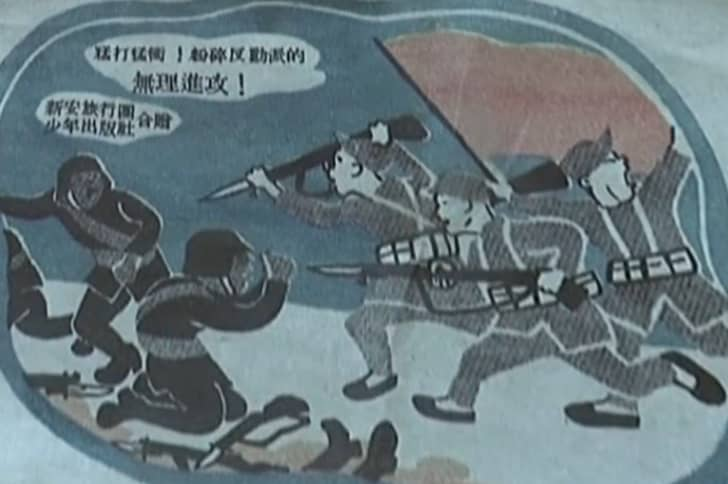 猛打猛衝！粉碎反動派的
無理進攻！
新安旅行團
少年出版社
合贈